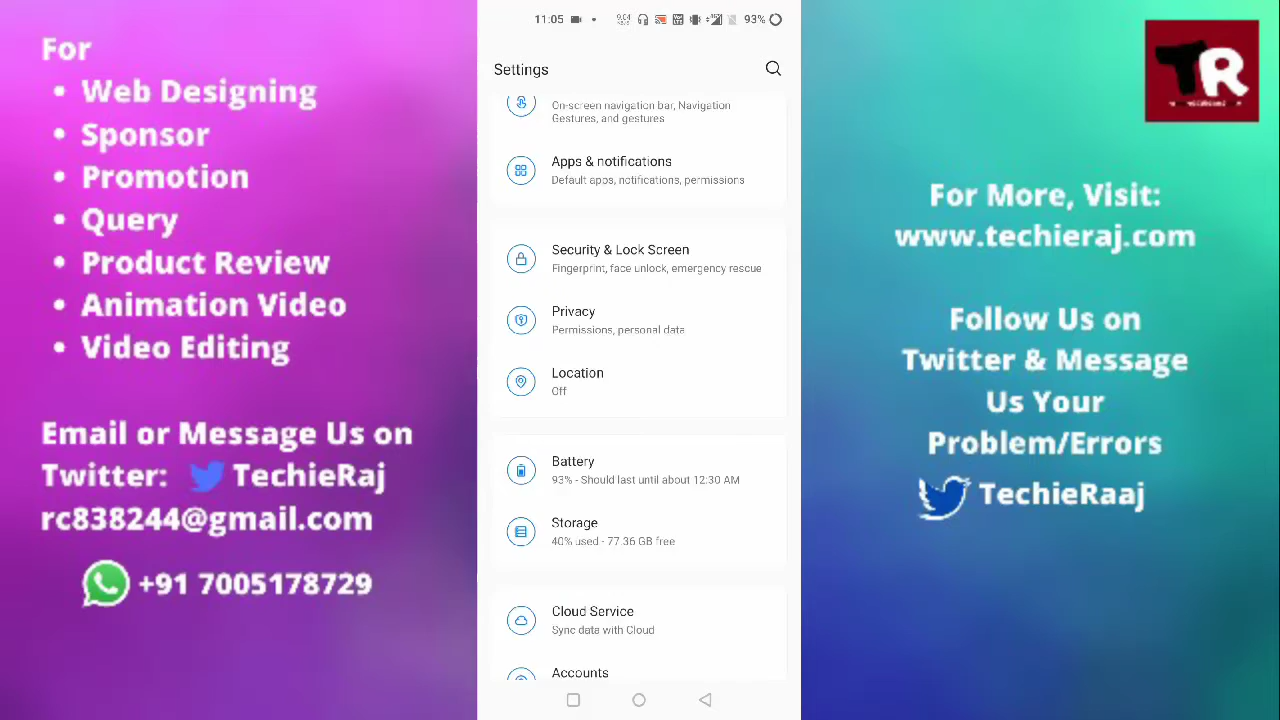 For
• Web Designing
• Sponsor
• Promotion
• Query
• Product Review
• Animation Video
• Video Editing
Email or Message Us on
Twitter: TechieRaj
rc838244@gmail.com
+91 7005178729
11:05
93%
Settings
On-screen navigation bar, Navigation
Gestures, and gestures
Apps & notifications
Default apps, notifications, permissions
Security & Lock Screen
Fingerprint, face unlock, emergency rescue
Privacy
Permissions, personal data
Location
Off
Battery
93% - Should last until about 12:30 AM
Storage
40% used - 77.36 GB free
Cloud Service
Sync data with Cloud
Accounts
TR
For More, Visit:
www.techieraj.com
Follow Us on
Twitter & Message
Us Your
Problem/Errors
TechieRaaj